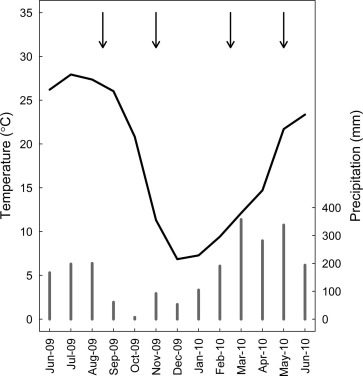 35
30
25
20
15
10
5
0
Temperature (°C)
400
300
200
100
0
Precipitation (mm)
Jun-09
Jul-09
Aug-09
Sep-09
Oct-09
Nov-09
Dec-09
Jan-10
Feb-10
Mar-10
Apr-10
May-10
Jun-10